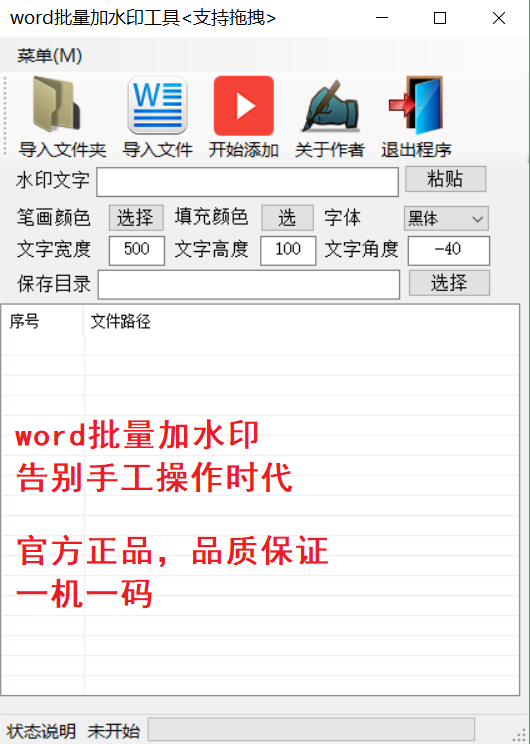 word批量加水印工具<支持拖拽>
菜单(M)
导入文件夹 导入文件 开始添加 关于作者 退出程序
水印文字 粘贴
笔画颜色 选择 填充颜色 选 字体 黑体
文字宽度 500 文字高度 100 文字角度 -40
保存目录 选择
序号 文件路径
word批量加水印
告别手工操作时代
官方正品，品质保证
一机一码
状态说明 未开始